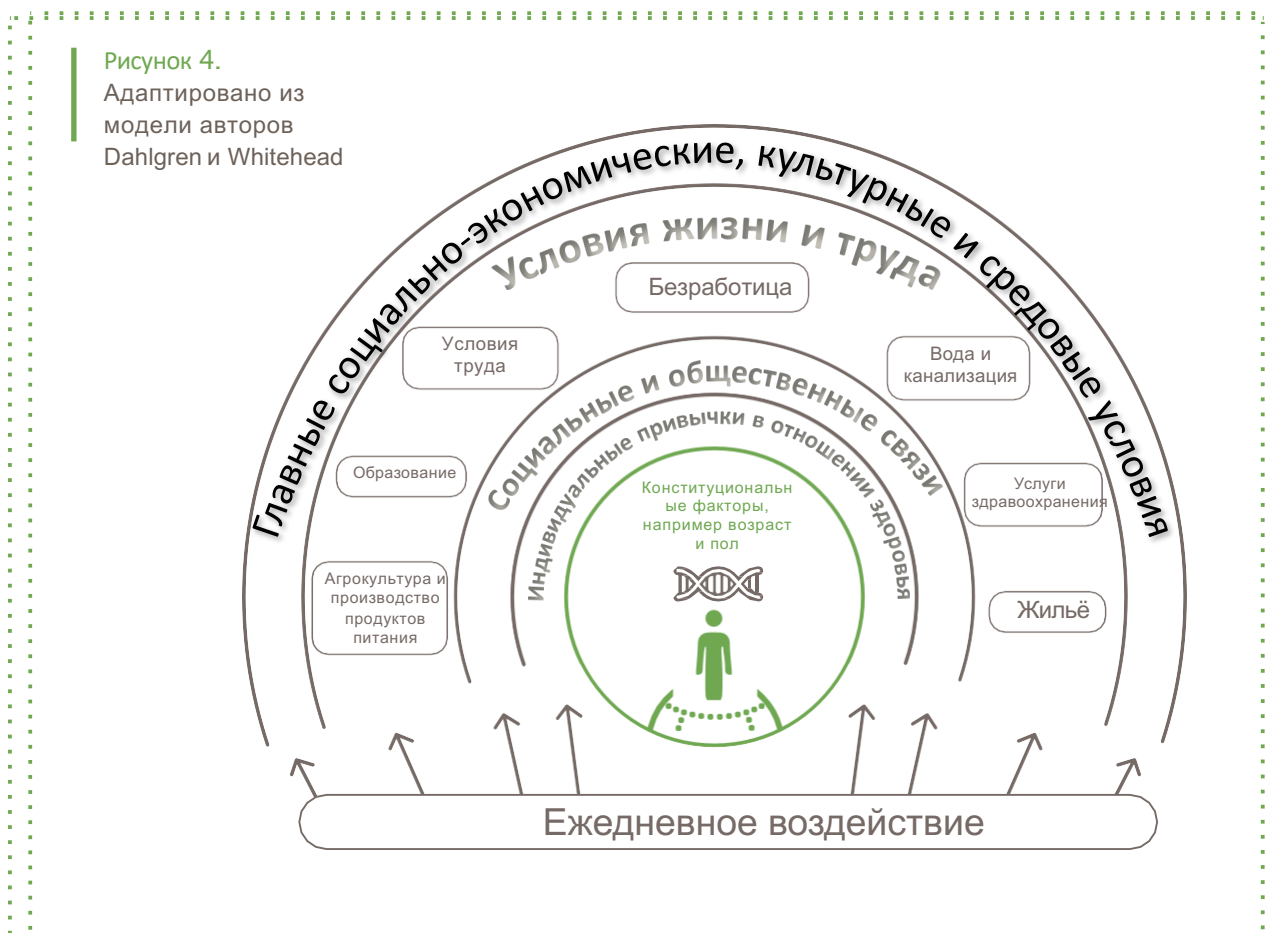 Рисунок 4.
Адаптировано из
модели авторов
Dahlgren и Whitehead
Главные социально-экономические, культурные и средовые условия
Условия жизни и труда
Безработица
Условия
труда
Вода и
канализация
Социальные и общественные связи
Индивидуальные привычки в отношении здоровья
Образование
Услуги
здравоохранения
Конституциональн
ые факторы,
например возраст
и пол
Агрокультура и
производство
продуктов
питания
Жильё
Ежедневное воздействие